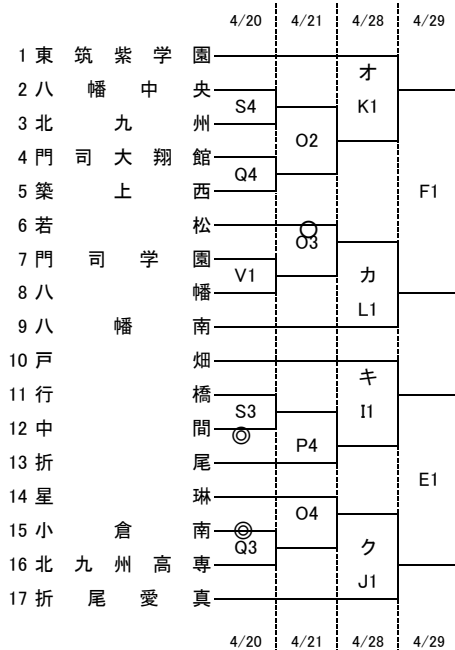 4/20 4/21 4/28 4/29
1 東筑紫学園
オ
2 八幡中央
S4
K1
3 北九州
O2
4 門司大翔館
Q4
5 築上西
F1
6 若松
◎
O3
7 門司学園
V1
カ
8 八幡
L1
9 八幡南
10 戸畑
キ
11 行橋
S3
I1
12 中間
◎
P4
13 折尾
E1
14 星琳
O4
15 小倉南
◎
Q3
ク
16 北九州高専
J1
17 折尾愛真
4/20 4/21 4/28 4/29